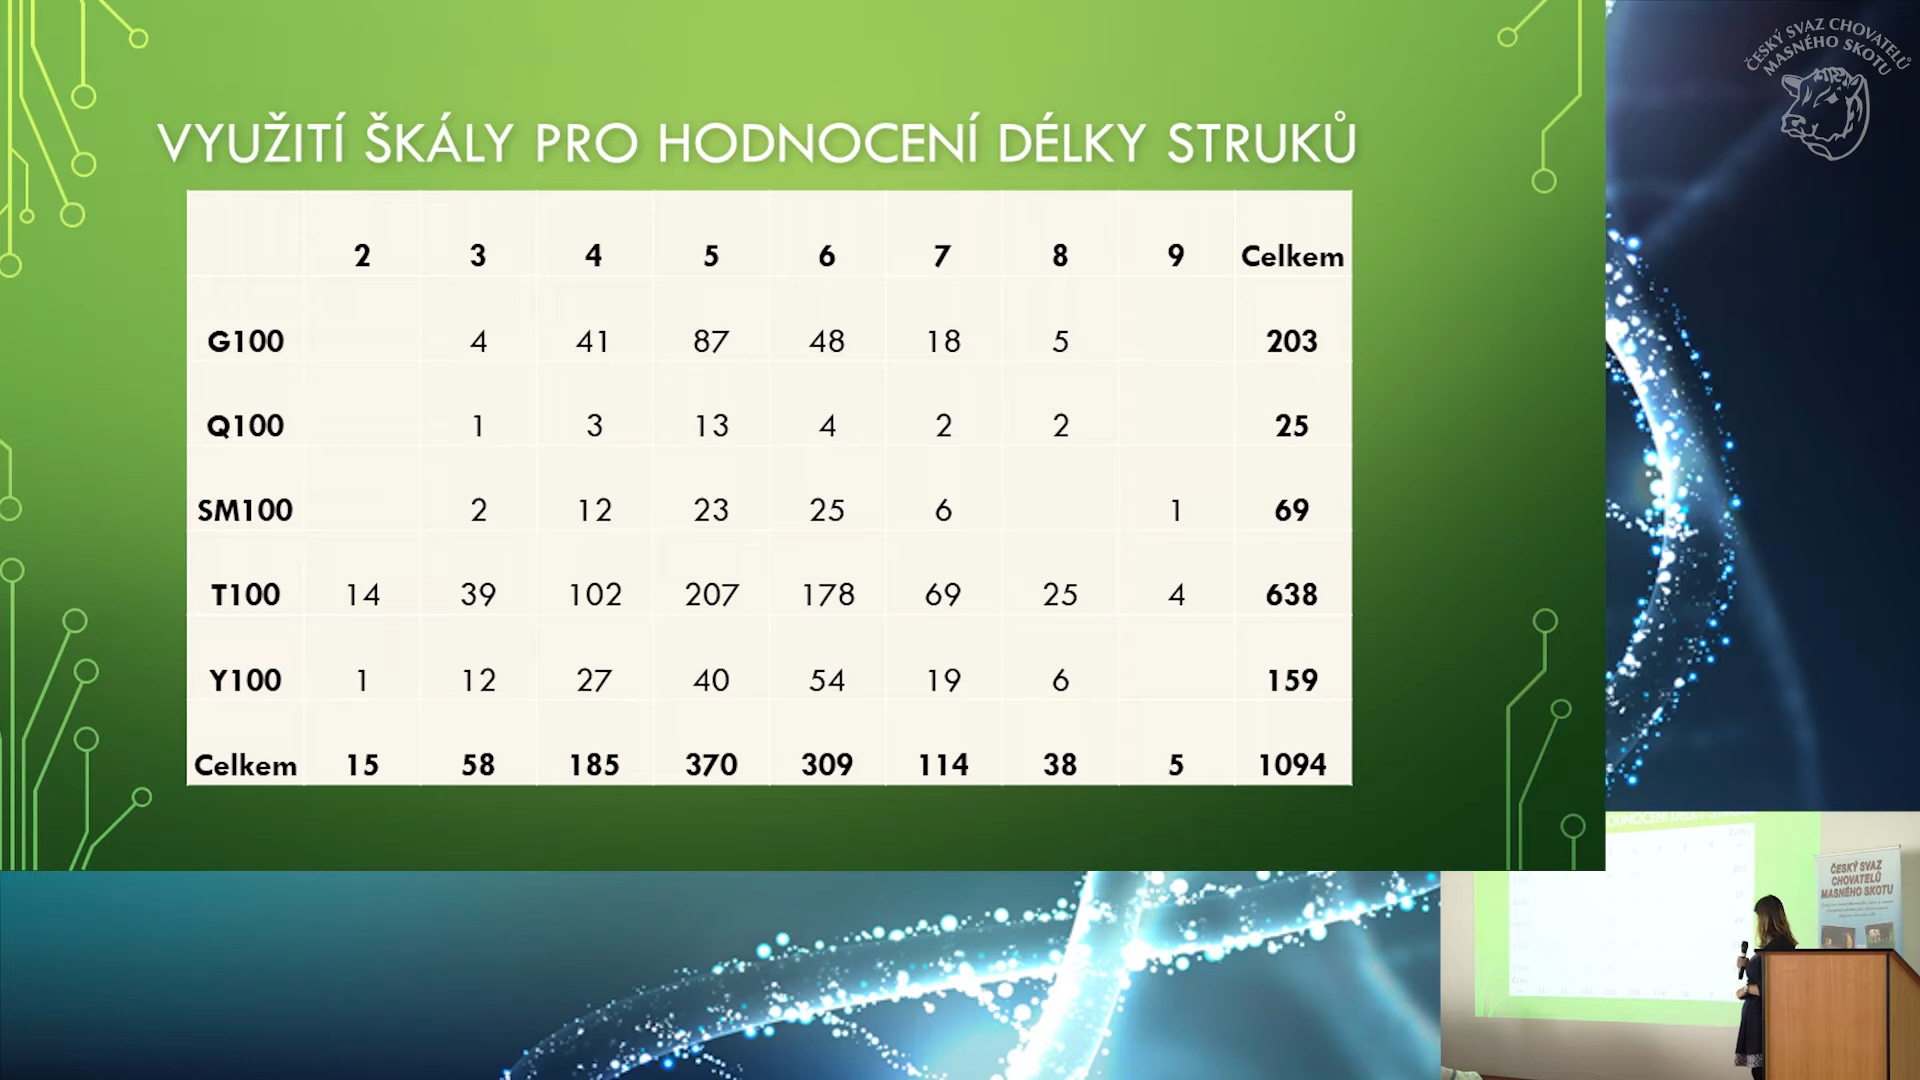 VYUŽITÍ ŠKÁLY PRO HODNOCENÍ DÉLKY STRUKŮ
2 3 4 5 6 7 8 9 Celkem
G100 4 41 87 48 18 5 203
Q100 1 3 13 4 2 2 25
SM100 2 12 23 25 6 1 69
T100 14 39 102 207 178 69 25 4 638
Y100 1 12 27 40 54 19 6 159
Celkem 15 58 185 370 309 114 38 5 1094
ČESKÝ SVAZ CHOVATELŮ
MASNÉHO SKOTU
ČESKÝ SVAZ
CHOVATELŮ
MASNÉHO SKOTU